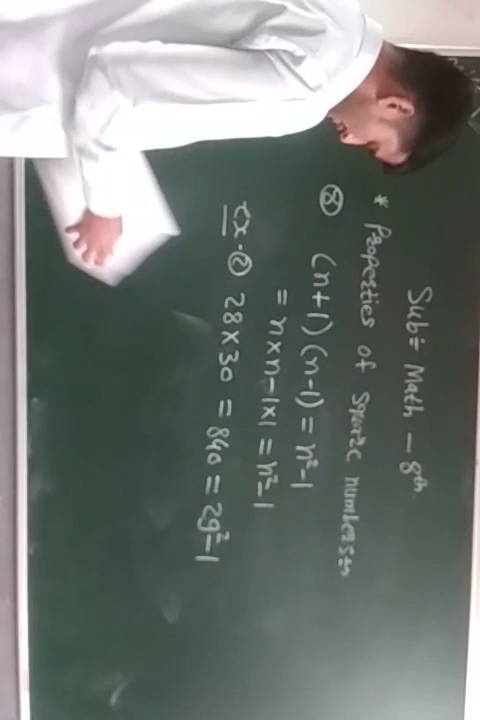 Sub:- Math - 8th.
* Properties of square numbers:-
⑧ (n+1)(n-1) = n²-1
= n×n-1×1 = n²-1
ex.② 28×30 = 840 = 29²-1